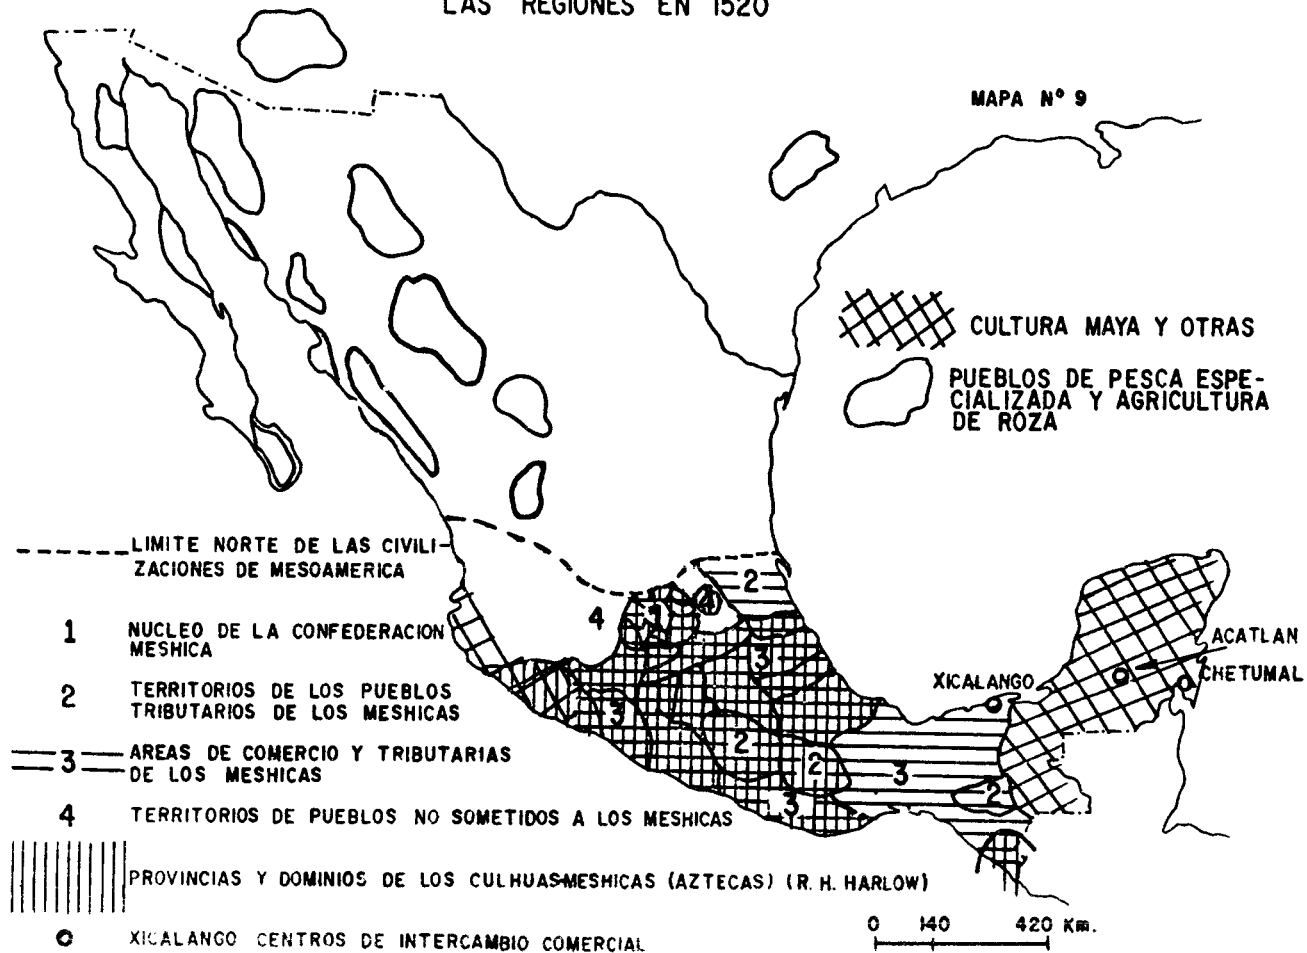 LAS REGIONES EN 1520
MAPA Nº 9
CULTURA MAYA Y OTRAS
PUEBLOS DE PESCA ESPE-
CIALIZADA Y AGRICULTURA
DE ROZA
LIMITE NORTE DE LAS CIVILI-
ZACIONES DE MESOAMERICA
1 NUCLEO DE LA CONFEDERACION
MESHICA
2 TERRITORIOS DE LOS PUEBLOS
TRIBUTARIOS DE LOS MESHICAS
3 AREAS DE COMERCIO Y TRIBUTARIAS
DE LOS MESHICAS
4 TERRITORIOS DE PUEBLOS NO SOMETIDOS A LOS MESHICAS
PROVINCIAS Y DOMINIOS DE LOS CULHUAS-MESHICAS (AZTECAS) (R. H. HARLOW)
XICALANGO CENTROS DE INTERCAMBIO COMERCIAL
2
4
1
4
3
3
2
2
3
3
2
ACATLAN
CHETUMAL
XICALANGO
0 140 420 Km.